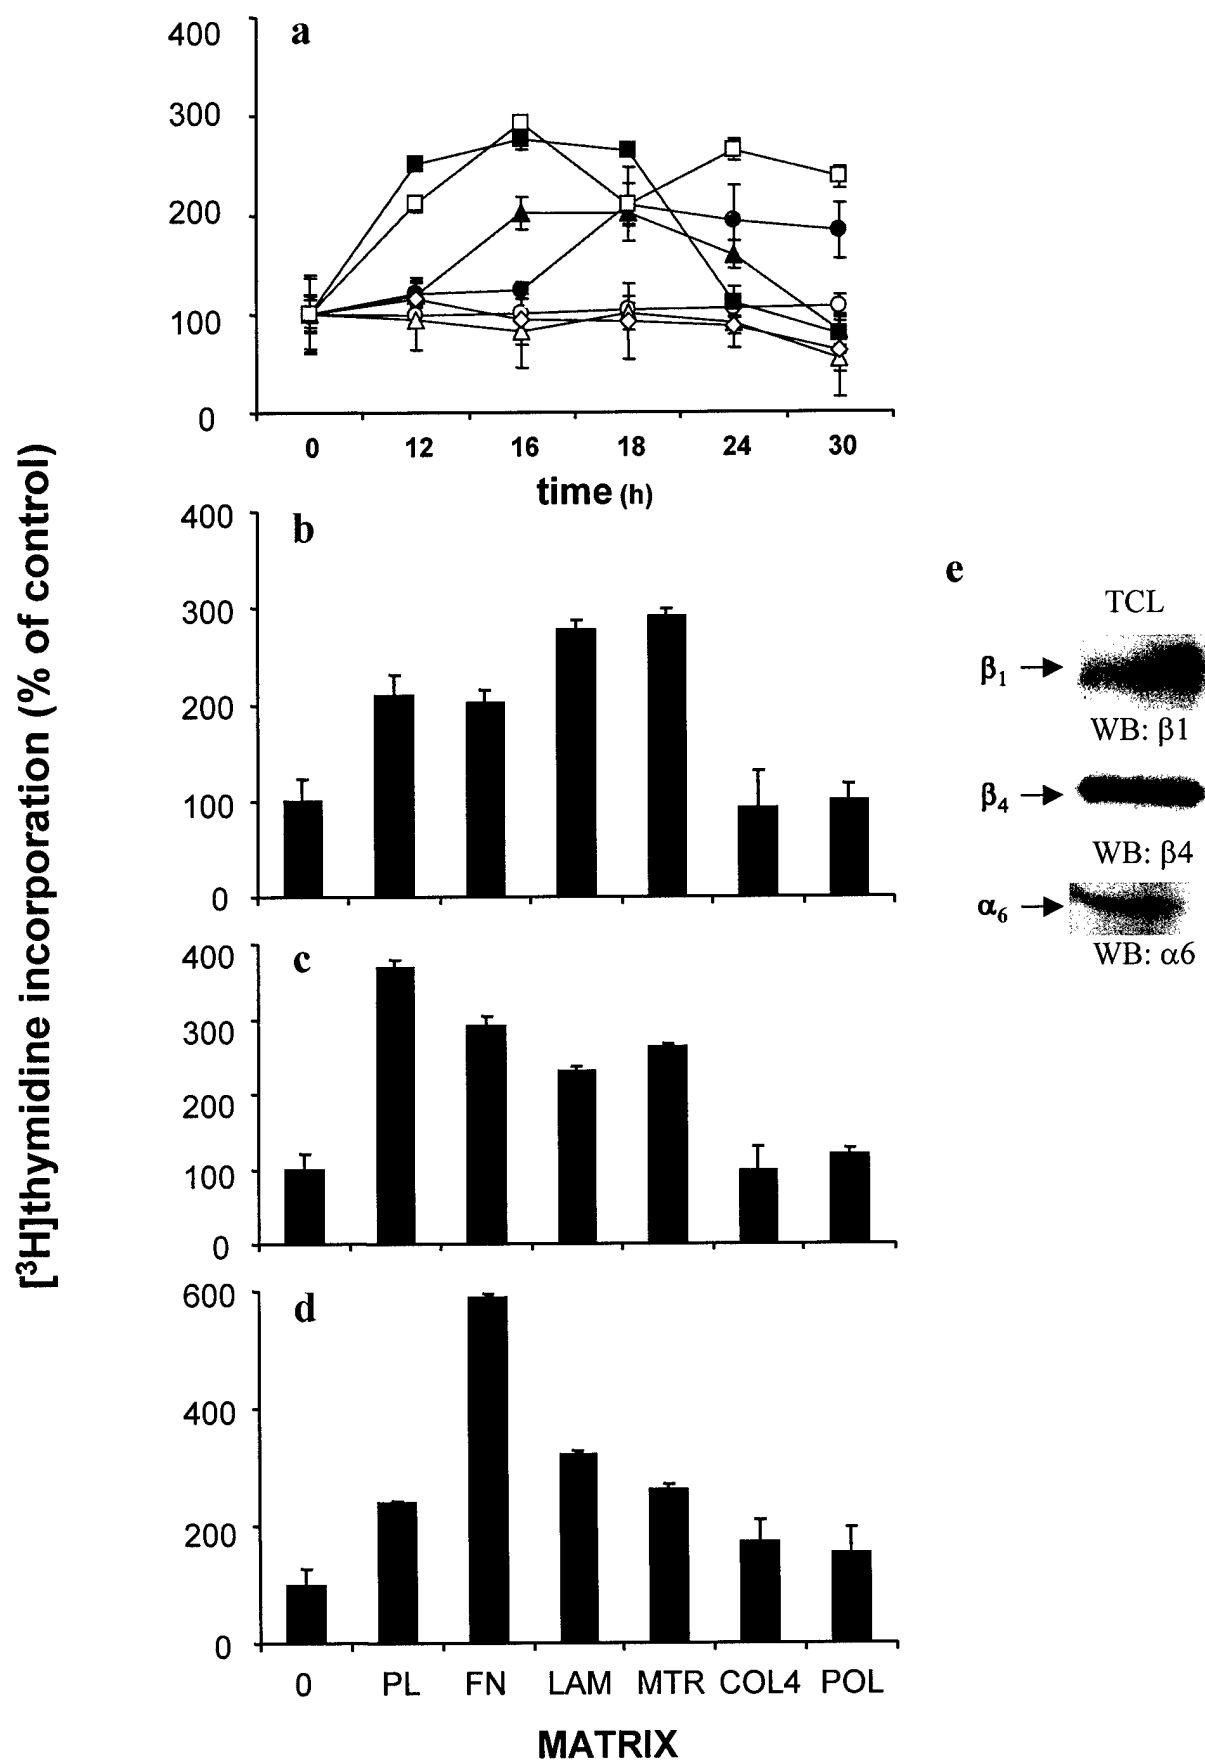 [³H]thymidine incorporation (% of control)
a
400
300
200
100
0
0 12 16 18 24 30
time (h)
b
400
300
200
100
0
c
400
300
200
100
0
d
600
400
200
0
0 PL FN LAM MTR COL4 POL
MATRIX
e
TCL
β₁
WB: β1
β₄
WB: β4
α₆
WB: α6